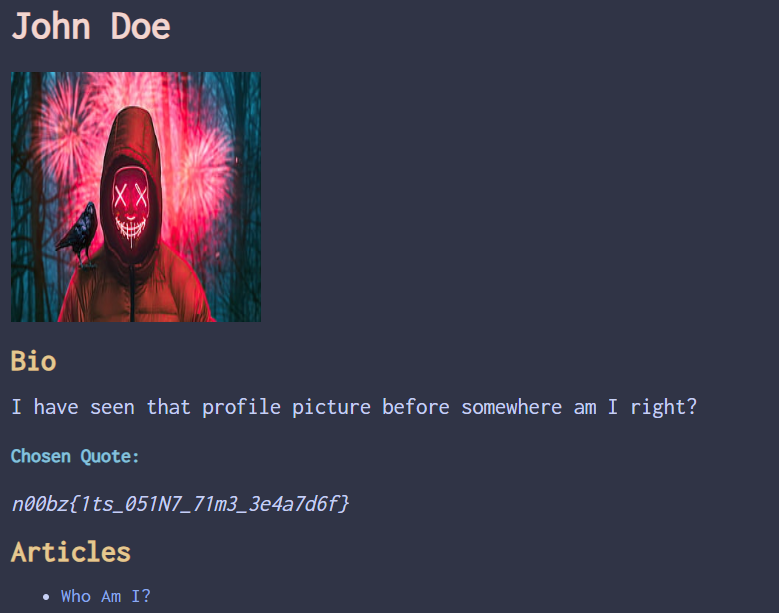 John Doe
Bio
I have seen that profile picture before somewhere am I right?
Chosen Quote:
n00bz{1ts_051N7_71m3_3e4a7d6f}
Articles
Who Am I?